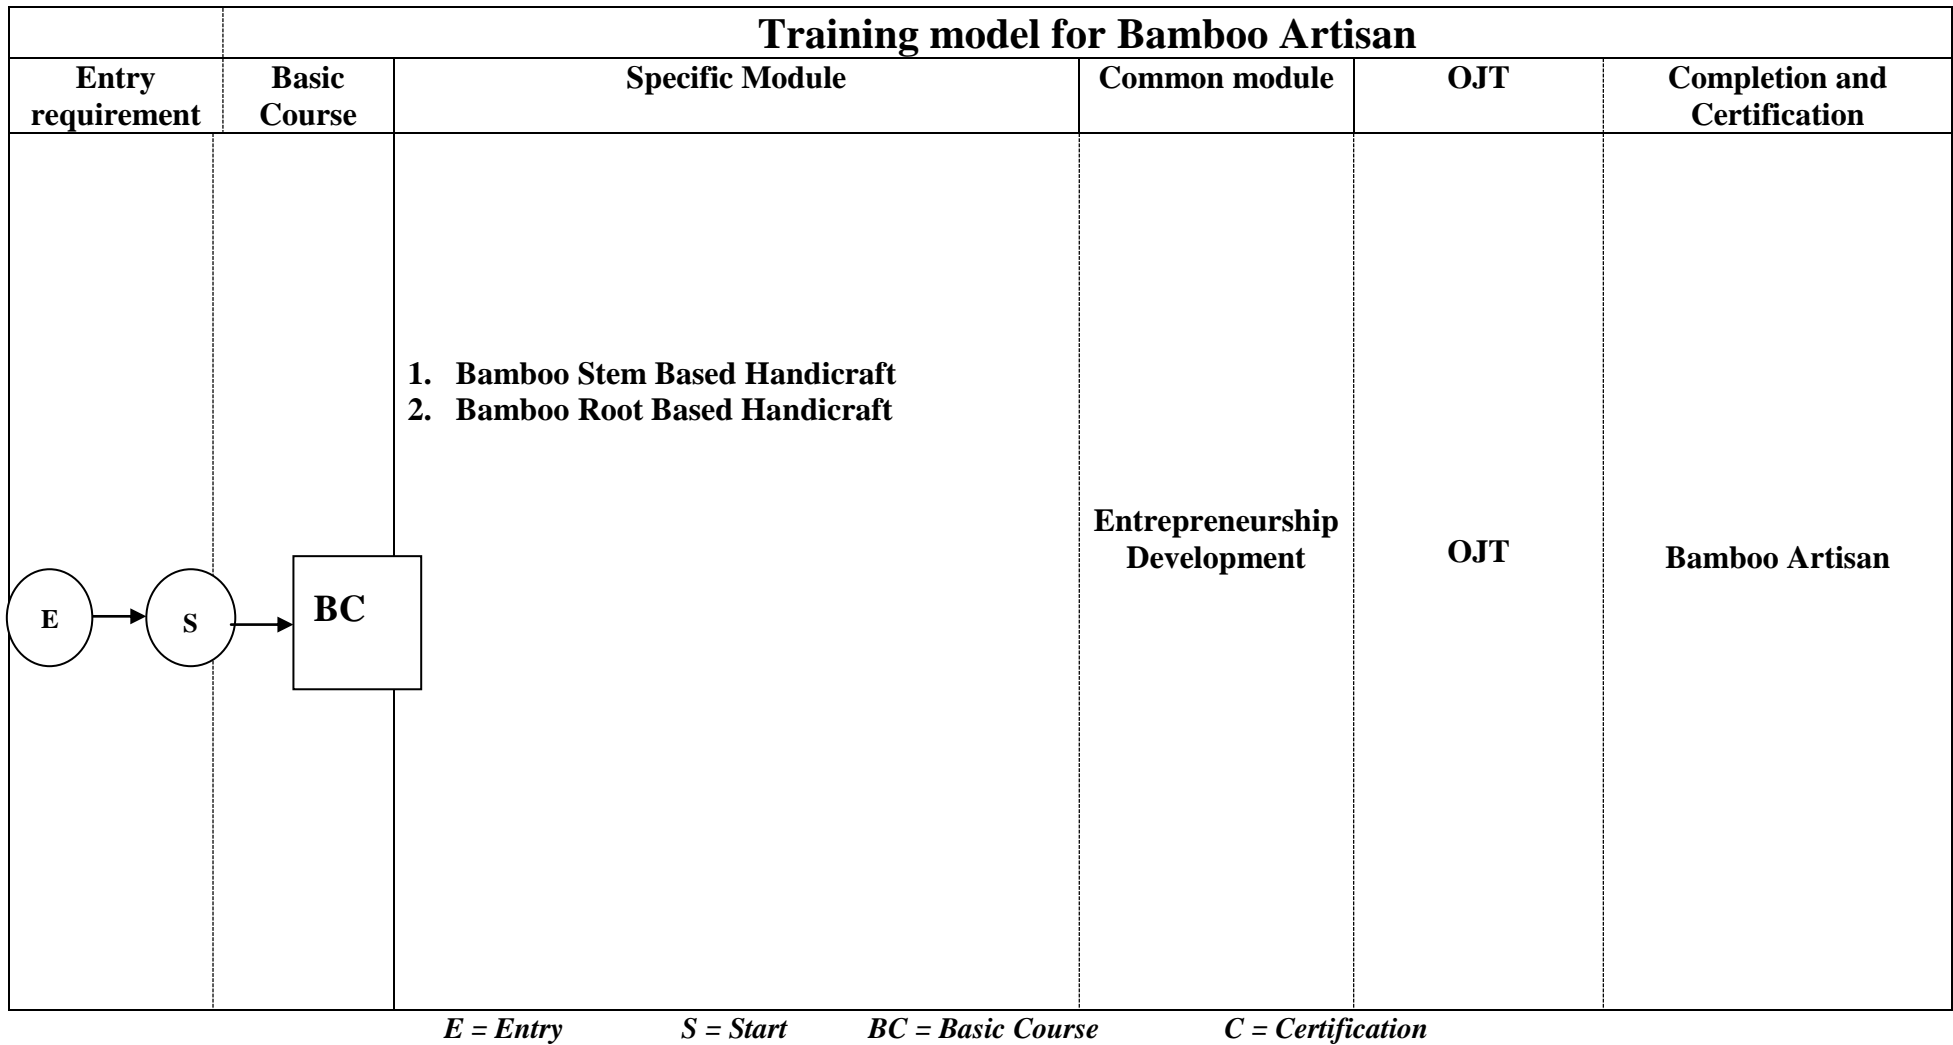 Training model for Bamboo Artisan
Entry
requirement
Basic
Course
Specific Module
Common module
OJT
Completion and
Certification
1. Bamboo Stem Based Handicraft
2. Bamboo Root Based Handicraft
Entrepreneurship
Development
OJT
Bamboo Artisan
E
S
BC
E = Entry S = Start BC = Basic Course C = Certification